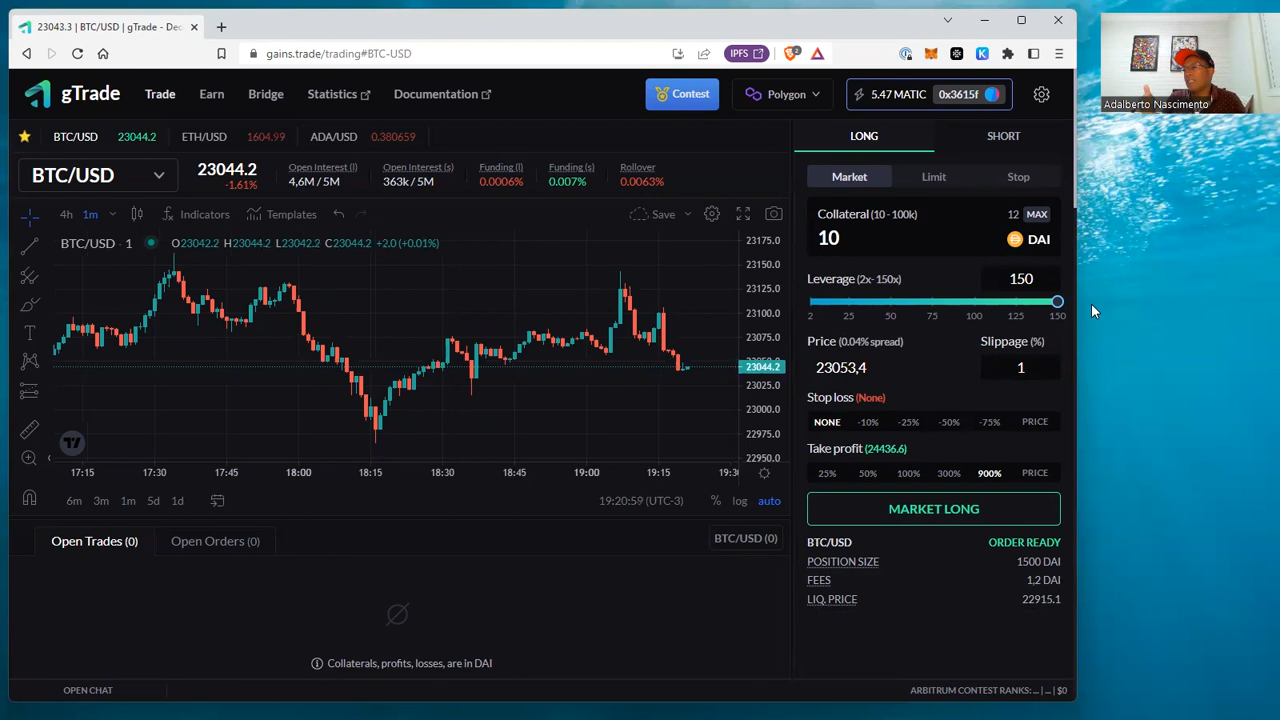 23043.3 | BTC/USD | gTrade - Dec
gains.trade/trading#BTC-USD
IPFS
2
Adalberto Nascimento
gTrade
Trade
Earn
Bridge
Statistics
Documentation
Contest
Polygon
5.47 MATIC
0x3615f
BTC/USD 23044.2
ETH/USD 1604.99
ADA/USD 0.380659
BTC/USD
23044.2
-1.61%
Open Interest (l)
4,6M / 5M
Open Interest (s)
363k / 5M
Funding (l)
0.0006%
Funding (s)
0.007%
Rollover
0.0063%
4h 1m
Indicators
Templates
Save
BTC/USD · 1
O23042.2 H23044.2 L23042.2 C23044.2 +2.0 (+0.01%)
23175.0
23150.0
23125.0
23100.0
23075.0
23050.0
23044.2
23025.0
23000.0
22975.0
22950.0
17:15 17:30 17:45 18:00 18:15 18:30 18:45 19:00 19:15 19:30
6m 3m 1m 5d 1d
19:20:59 (UTC-3)
% log auto
Open Trades (0)
Open Orders (0)
BTC/USD (0)
Collaterals, profits, losses, are in DAI
OPEN CHAT
LONG SHORT
Market Limit Stop
Collateral (10 - 100k)
12 MAX
10
DAI
Leverage (2x- 150x)
150
2 25 50 75 100 125 150
Price (0.04% spread)
Slippage (%)
23053,4
1
Stop loss (None)
NONE -10% -25% -50% -75% PRICE
Take profit (24436.6)
25% 50% 100% 300% 900% PRICE
MARKET LONG
BTC/USD ORDER READY
POSITION SIZE 1500 DAI
FEES 1,2 DAI
LIQ. PRICE 22915.1
ARBITRUM CONTEST RANKS: ... | ... | $0